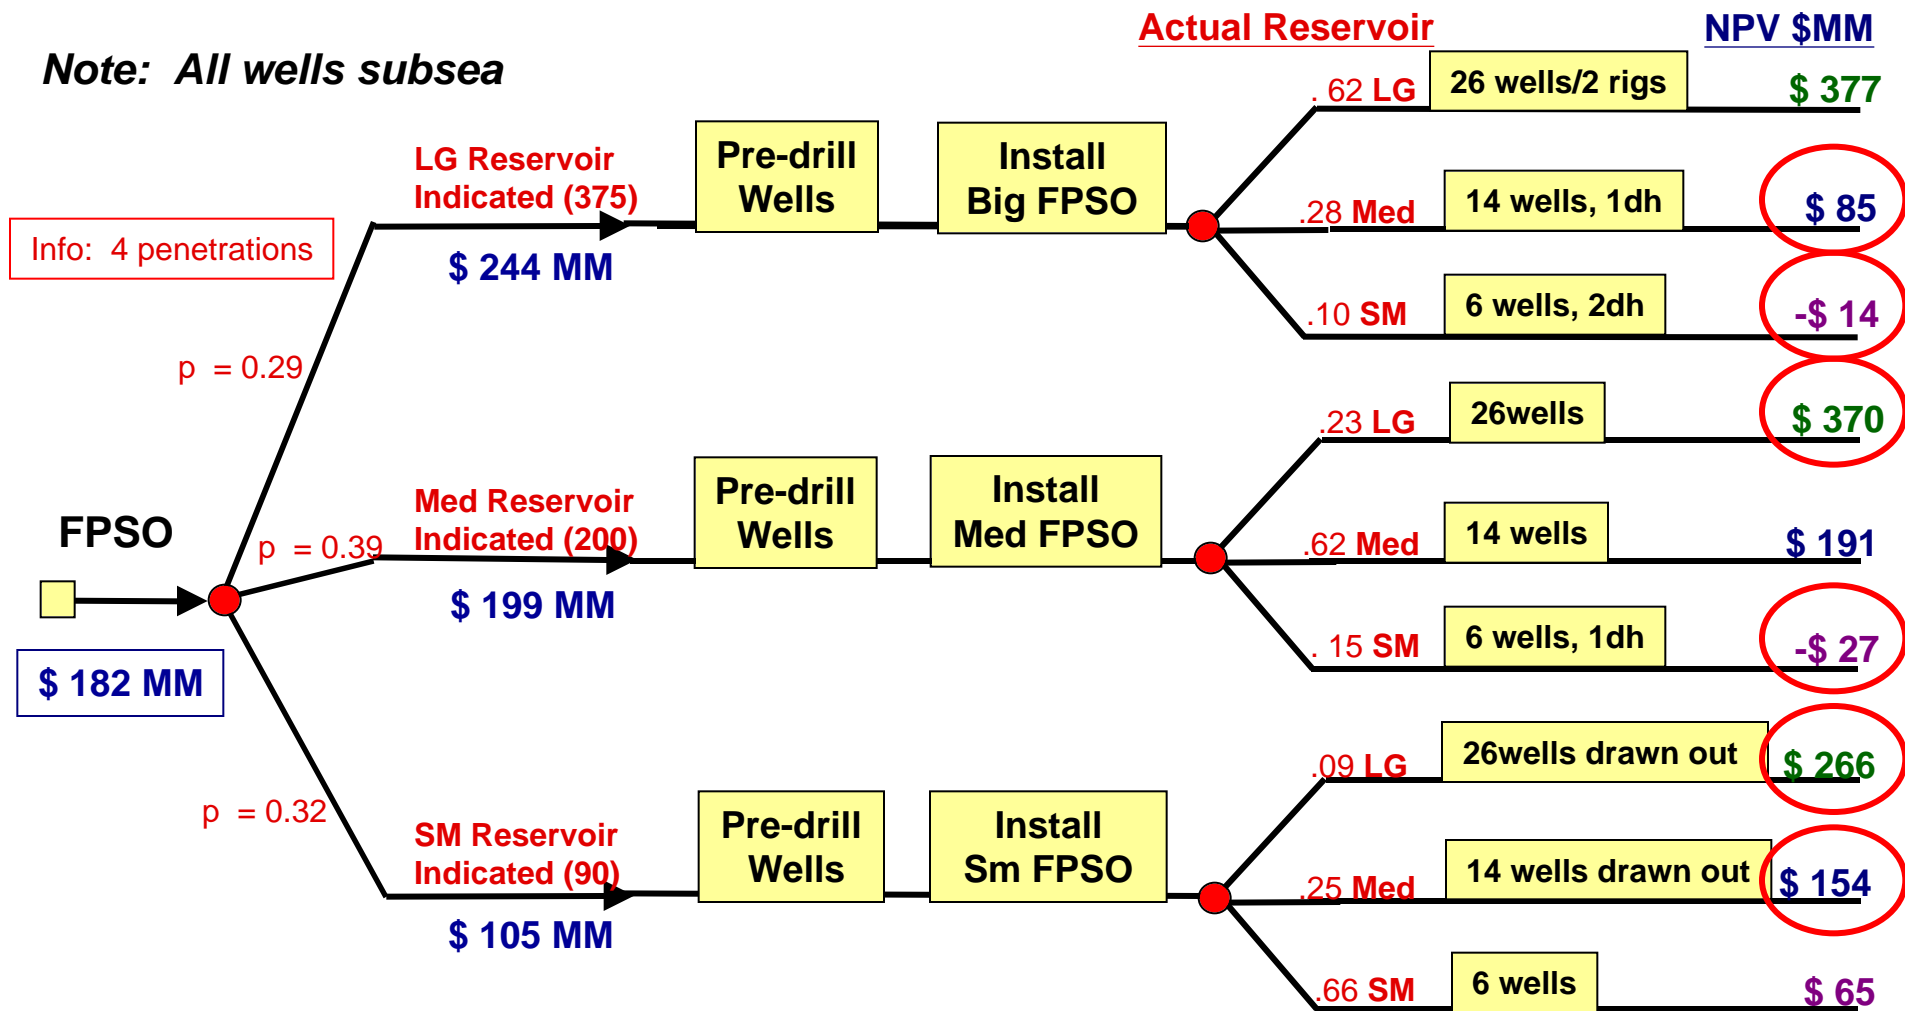 Actual Reservoir
NPV $MM
Note: All wells subsea
. 62 LG
26 wells/2 rigs
$ 377
LG Reservoir
Indicated (375)
$ 244 MM
Pre-drill
Wells
Install
Big FPSO
.28 Med
14 wells, 1dh
$ 85
Info: 4 penetrations
.10 SM
6 wells, 2dh
-$ 14
p = 0.29
.23 LG
26wells
$ 370
FPSO
p = 0.39
Med Reservoir
Indicated (200)
$ 199 MM
Pre-drill
Wells
Install
Med FPSO
.62 Med
14 wells
$ 191
$ 182 MM
. 15 SM
6 wells, 1dh
-$ 27
p = 0.32
.09 LG
26wells drawn out
$ 266
SM Reservoir
Indicated (90)
$ 105 MM
Pre-drill
Wells
Install
Sm FPSO
.25 Med
14 wells drawn out
$ 154
.66 SM
6 wells
$ 65